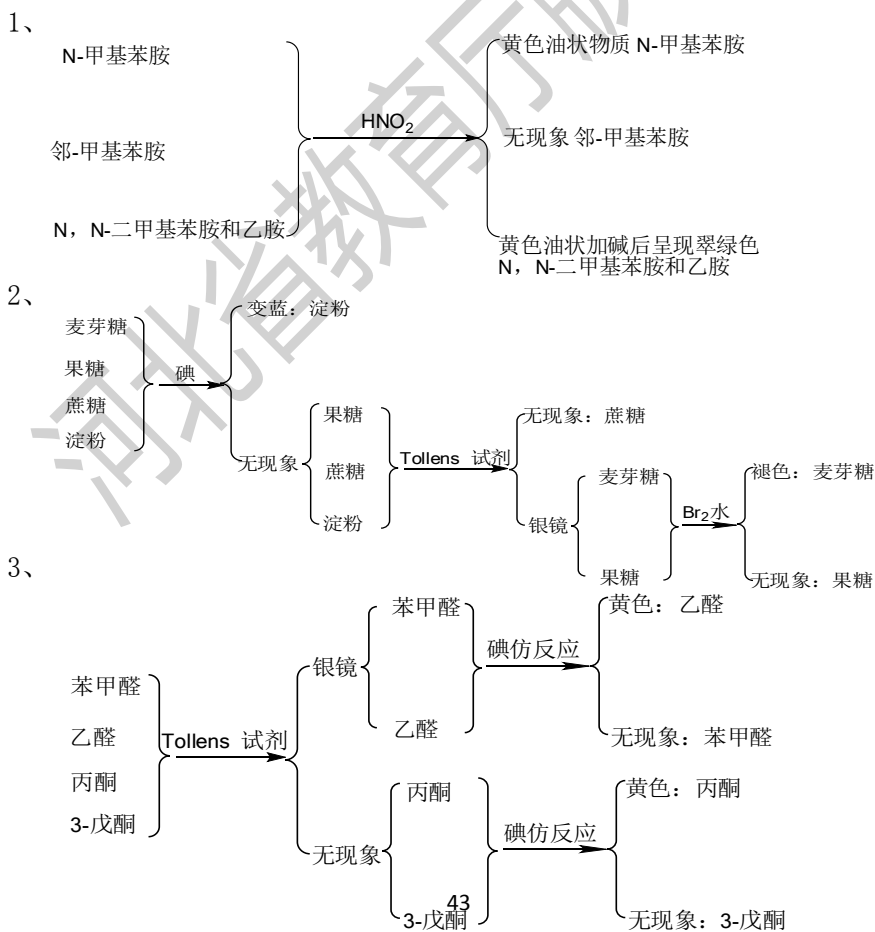 1、
N-甲基苯胺
邻-甲基苯胺
N，N-二甲基苯胺和乙胺
HNO2
黄色油状物质 N-甲基苯胺
无现象 邻-甲基苯胺
黄色油状加碱后呈现翠绿色
N，N-二甲基苯胺和乙胺
2、
麦芽糖
果糖
蔗糖
淀粉
碘
变蓝：淀粉
无现象
果糖
蔗糖
淀粉
Tollens 试剂
无现象：蔗糖
银镜
麦芽糖
果糖
Br2水
褪色：麦芽糖
无现象：果糖
3、
苯甲醛
乙醛
丙酮
3-戊酮
Tollens 试剂
银镜
苯甲醛
乙醛
碘仿反应
黄色：乙醛
无现象：苯甲醛
无现象
丙酮
3-戊酮
碘仿反应
黄色：丙酮
无现象：3-戊酮
43
河北省教育厅版